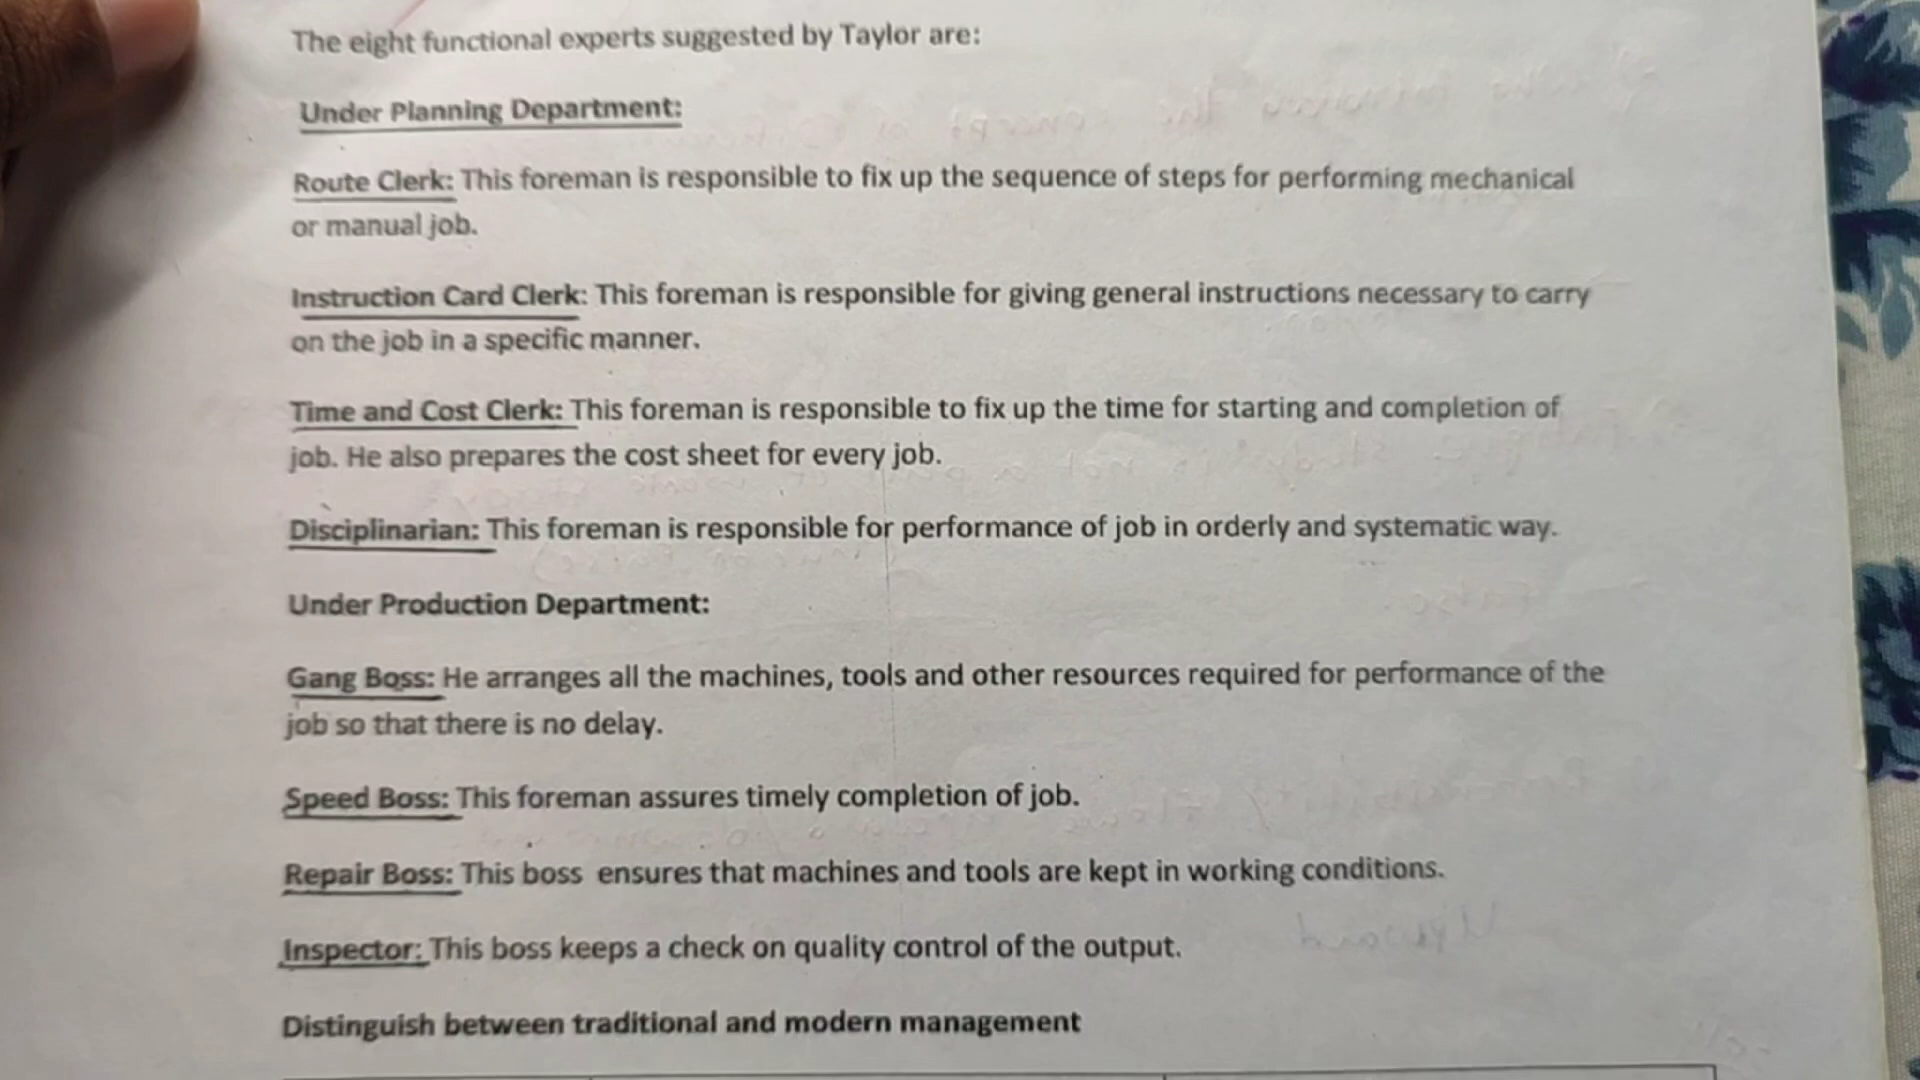 The eight functional experts suggested by Taylor are:
Under Planning Department:
Route Clerk: This foreman is responsible to fix up the sequence of steps for performing mechanical
or manual job.
Instruction Card Clerk: This foreman is responsible for giving general instructions necessary to carry
on the job in a specific manner.
Time and Cost Clerk: This foreman is responsible to fix up the time for starting and completion of
job. He also prepares the cost sheet for every job.
Disciplinarian: This foreman is responsible for performance of job in orderly and systematic way.
Under Production Department:
Gang Boss: He arranges all the machines, tools and other resources required for performance of the
job so that there is no delay.
Speed Boss: This foreman assures timely completion of job.
Repair Boss: This boss ensures that machines and tools are kept in working conditions.
Inspector: This boss keeps a check on quality control of the output.
Distinguish between traditional and modern management